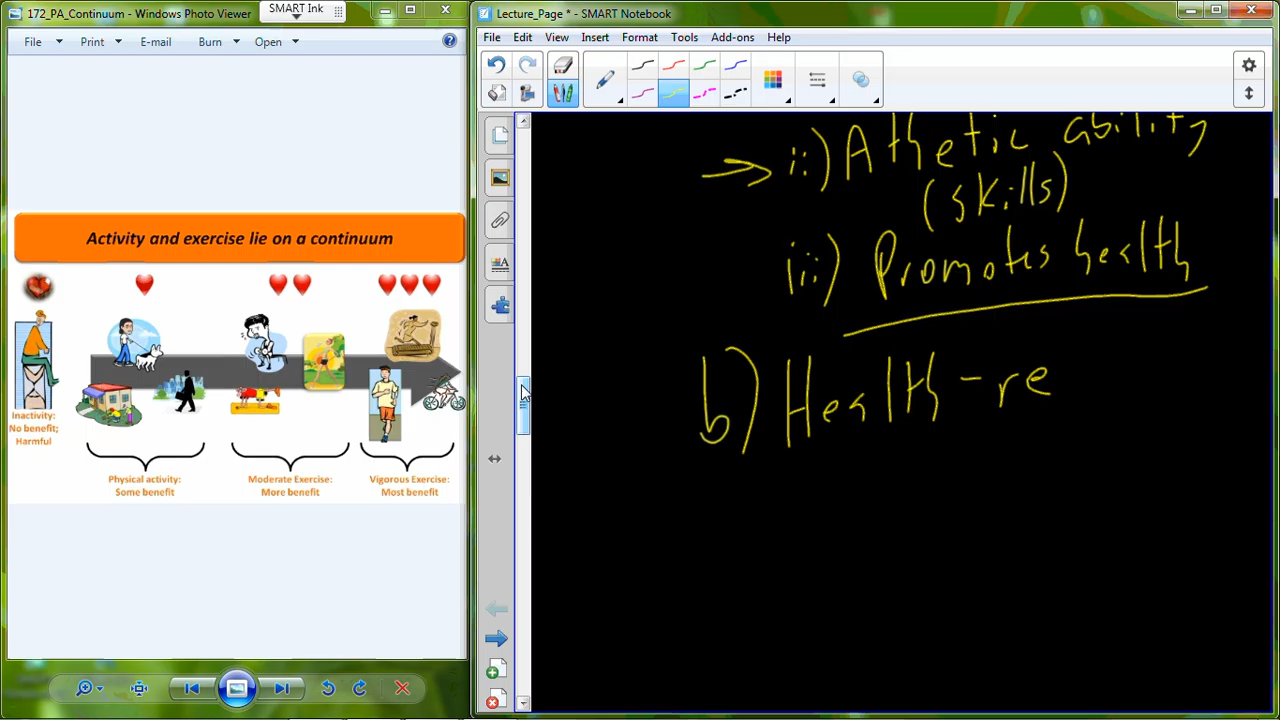 172_PA_Continuum - Windows Photo Viewer
SMART Ink
File Print E-mail Burn Open
Activity and exercise lie on a continuum
Inactivity:
No benefit;
Harmful
Physical activity:
Some benefit
Moderate Exercise:
More benefit
Vigorous Exercise:
Most benefit
Lecture_Page * - SMART Notebook
File Edit View Insert Format Tools Add-ons Help
→ ii) Athetic ability
(skills)
iii) Promotes health
b) Health-re